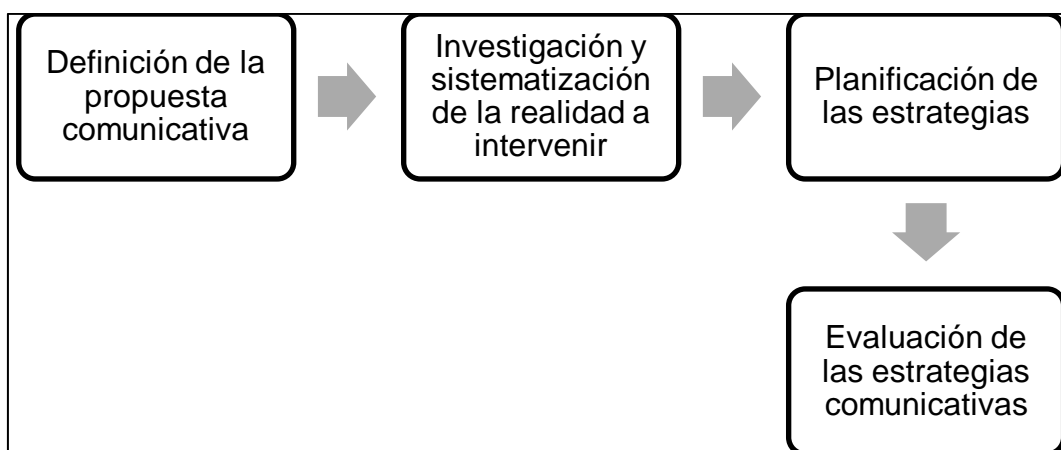 Definición de la
propuesta
comunicativa
Investigación y
sistematización
de la realidad a
intervenir
Planificación de
las estrategias
Evaluación de
las estrategias
comunicativas